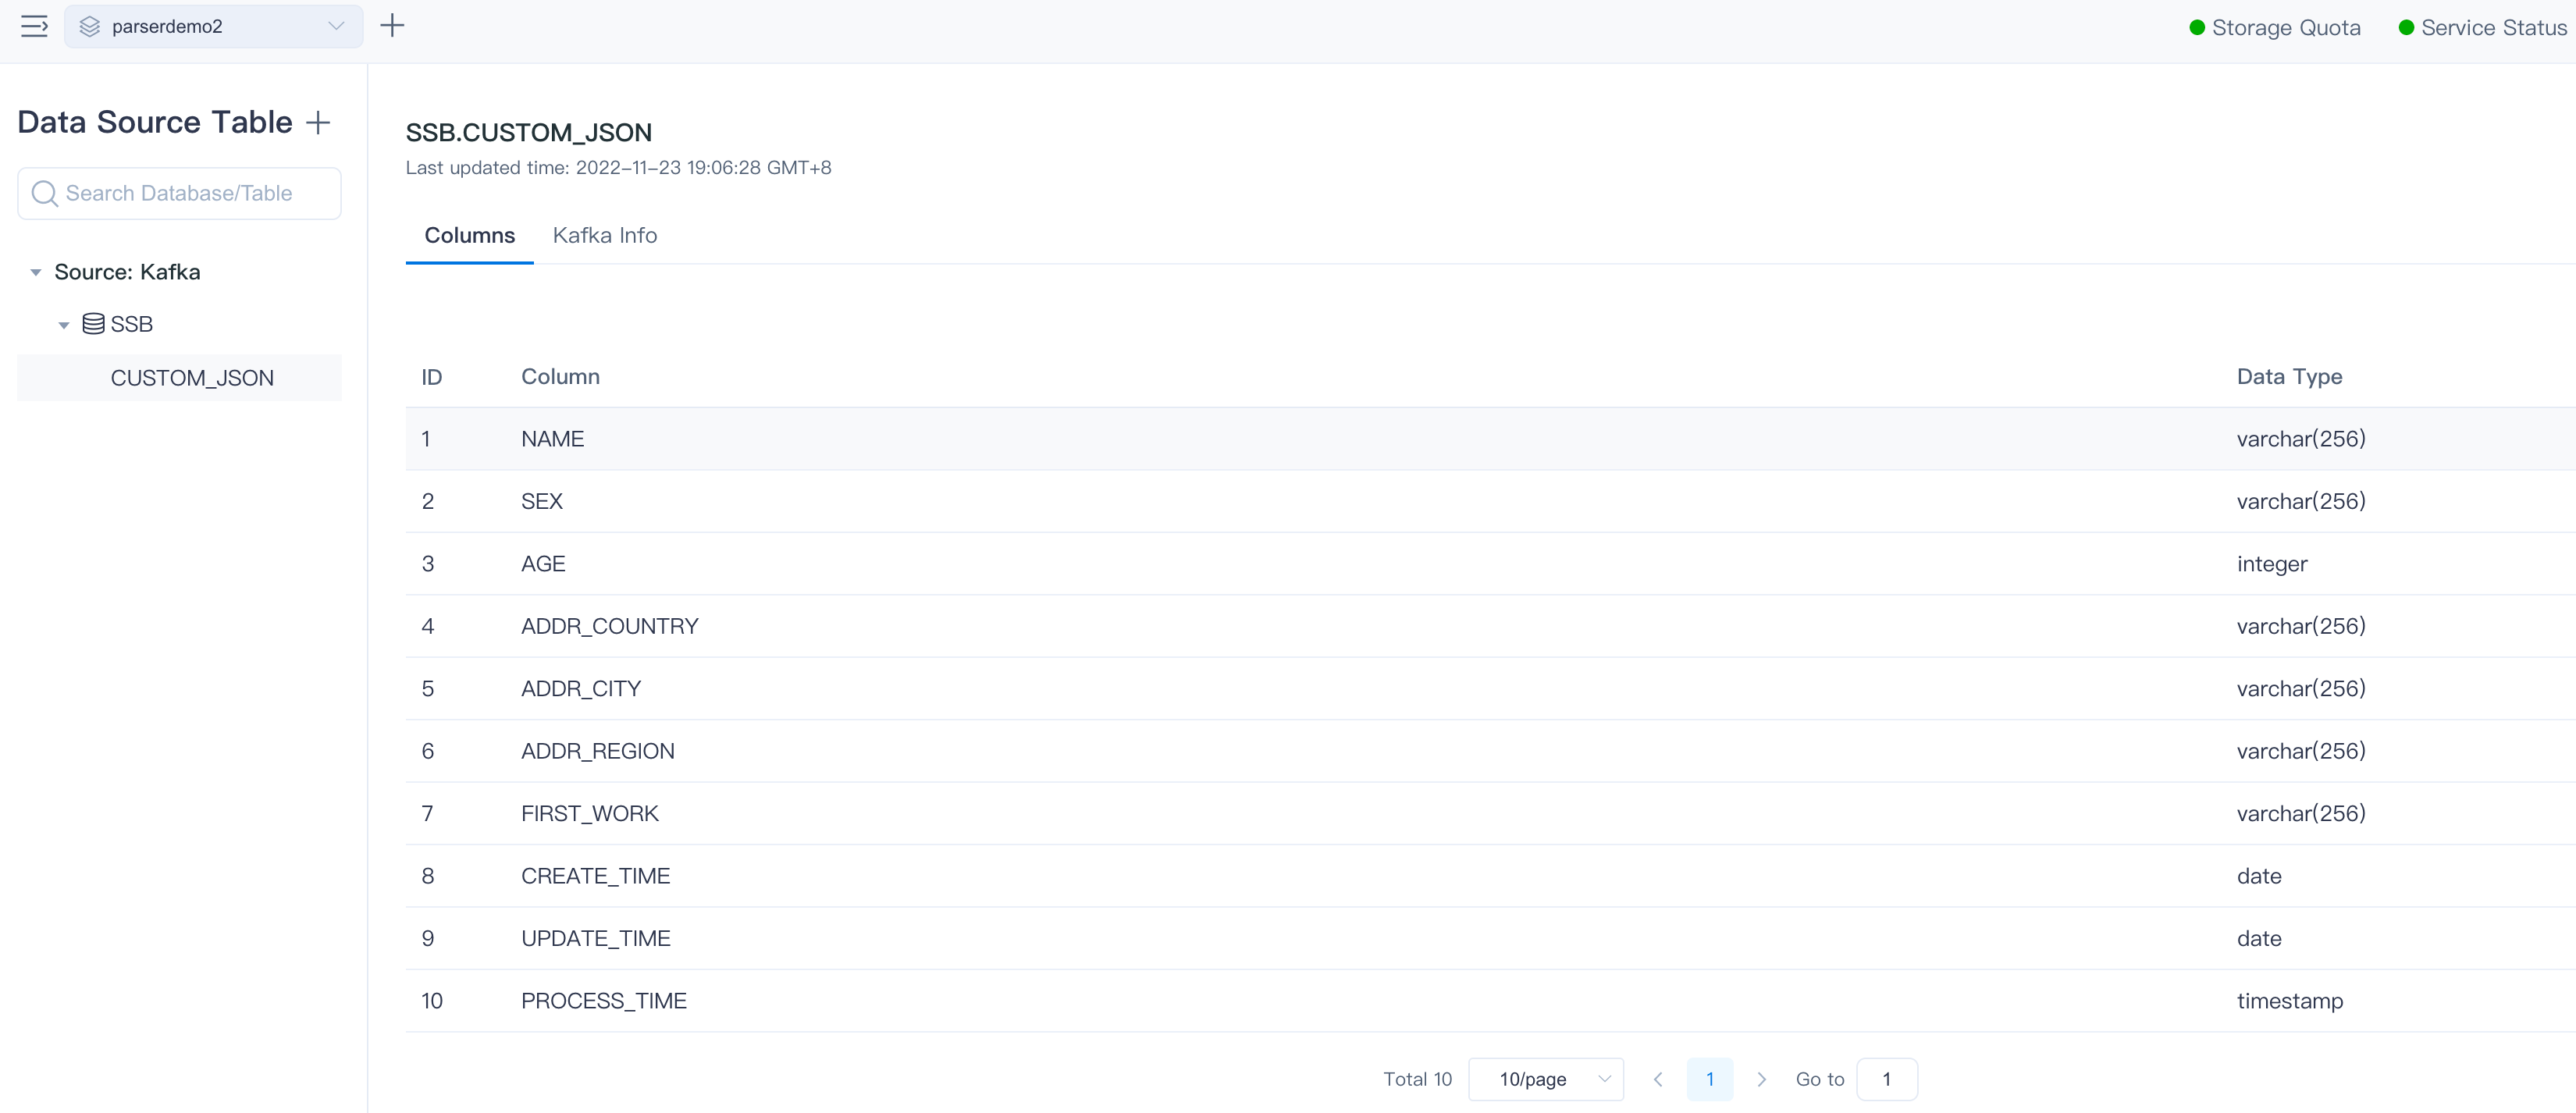 parserdemo2
Storage Quota Service Status
Data Source Table
Search Database/Table
Source: Kafka
SSB
CUSTOM_JSON
SSB.CUSTOM_JSON
Last updated time: 2022-11-23 19:06:28 GMT+8
Columns Kafka Info
ID Column Data Type
1 NAME varchar(256)
2 SEX varchar(256)
3 AGE integer
4 ADDR_COUNTRY varchar(256)
5 ADDR_CITY varchar(256)
6 ADDR_REGION varchar(256)
7 FIRST_WORK varchar(256)
8 CREATE_TIME date
9 UPDATE_TIME date
10 PROCESS_TIME timestamp
Total 10 10/page 1 Go to 1